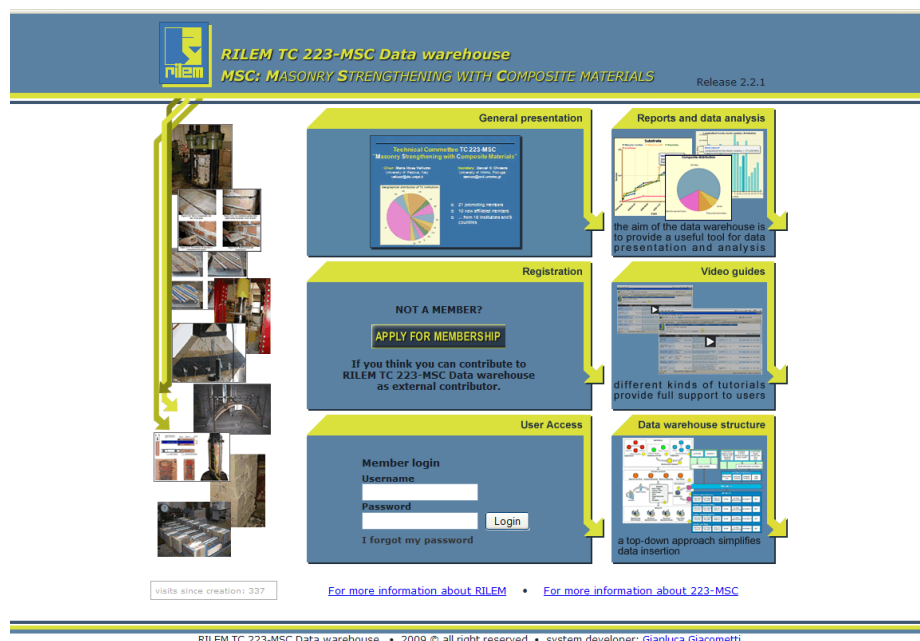 rilem
RILEM TC 223-MSC Data warehouse
MSC: MASONRY STRENGTHENING WITH COMPOSITE MATERIALS
Release 2.2.1
General presentation
Technical Committee TC 223-MSC
"Masonry Strengthening with Composite Materials"
Reports and data analysis
the aim of the data warehouse is
to provide a useful tool for data
presentation and analysis
Registration
NOT A MEMBER?
APPLY FOR MEMBERSHIP
If you think you can contribute to
RILEM TC 223-MSC Data warehouse
as external contributor.
Video guides
different kinds of tutorials
provide full support to users
User Access
Member login
Username
Password
Login
I forgot my password
Data warehouse structure
a top-down approach simplifies
data insertion
visits since creation: 337
For more information about RILEM • For more information about 223-MSC
RILEM TC 223-MSC Data warehouse • 2009 © all right reserved • system developer: Gianluca Giacometti